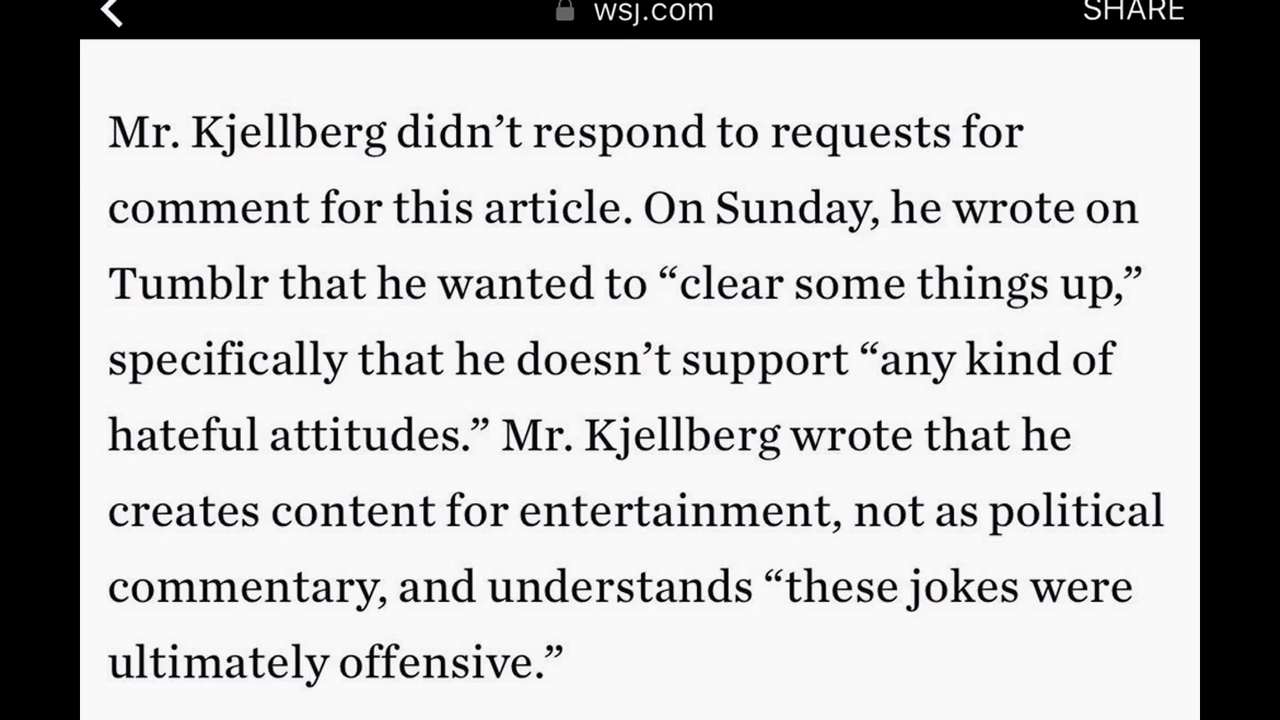 wsj.com SHARE
Mr. Kjellberg didn’t respond to requests for
comment for this article. On Sunday, he wrote on
Tumblr that he wanted to “clear some things up,”
specifically that he doesn’t support “any kind of
hateful attitudes.” Mr. Kjellberg wrote that he
creates content for entertainment, not as political
commentary, and understands “these jokes were
ultimately offensive.”